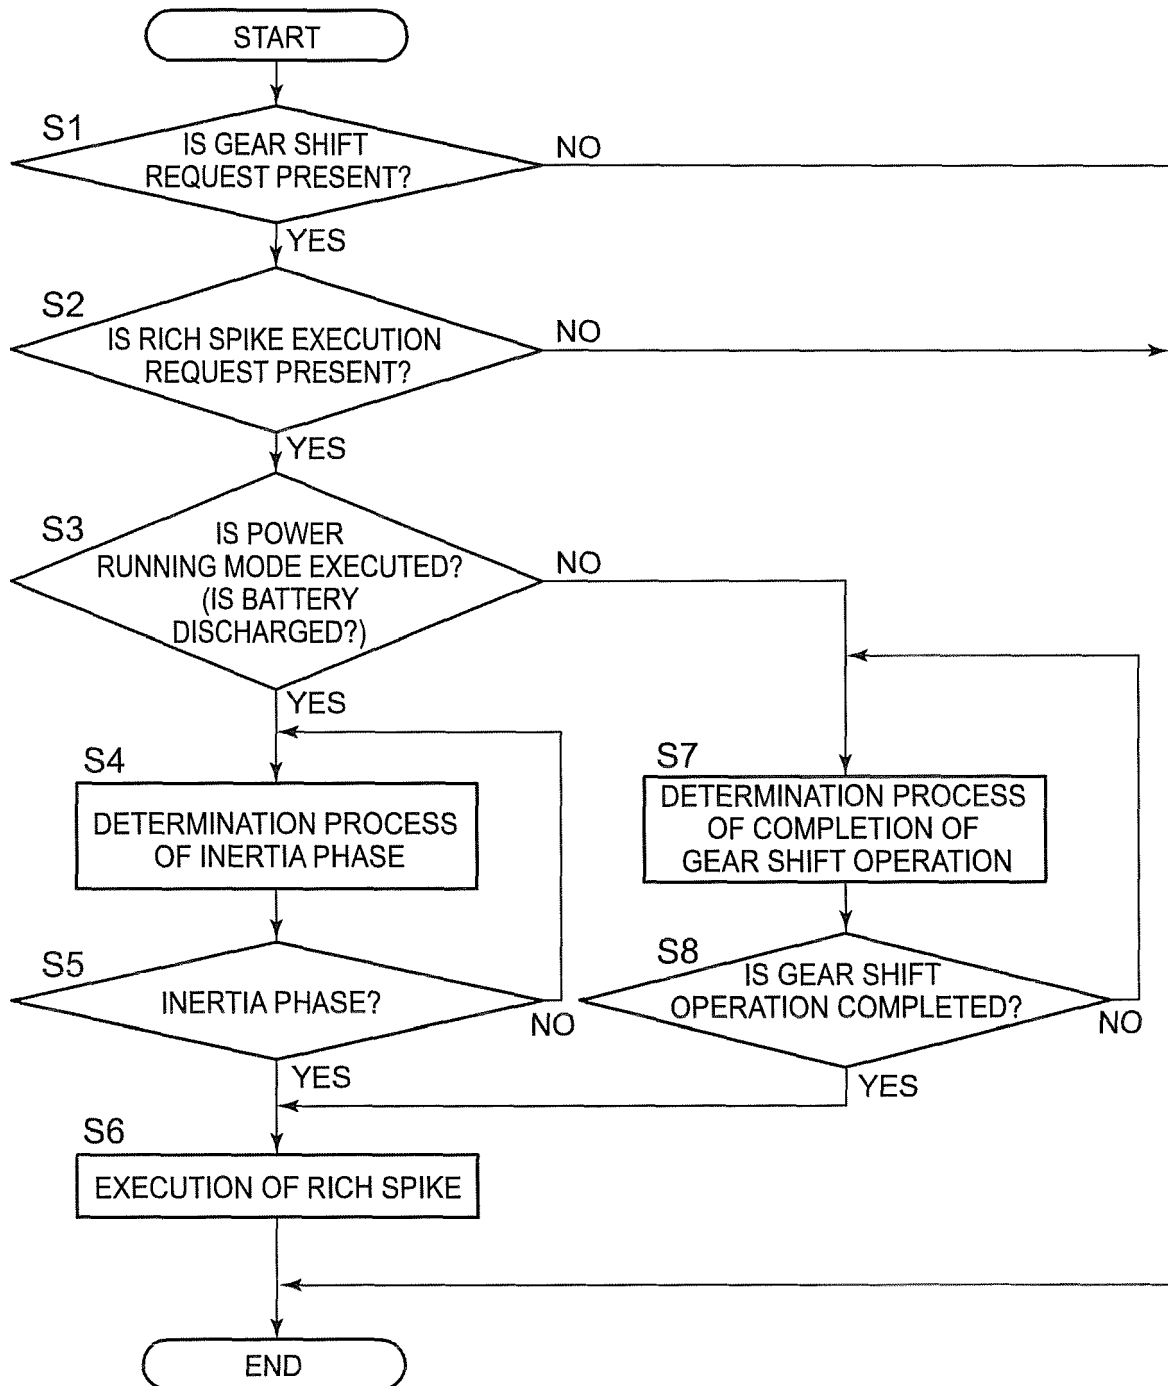 START
S1
IS GEAR SHIFT
REQUEST PRESENT?
NO
YES
S2
IS RICH SPIKE EXECUTION
REQUEST PRESENT?
NO
YES
S3
IS POWER
RUNNING MODE EXECUTED?
(IS BATTERY
DISCHARGED?)
NO
YES
S4
DETERMINATION PROCESS
OF INERTIA PHASE
S7
DETERMINATION PROCESS
OF COMPLETION OF
GEAR SHIFT OPERATION
S5
INERTIA PHASE?
NO
YES
S8
IS GEAR SHIFT
OPERATION COMPLETED?
NO
YES
S6
EXECUTION OF RICH SPIKE
END